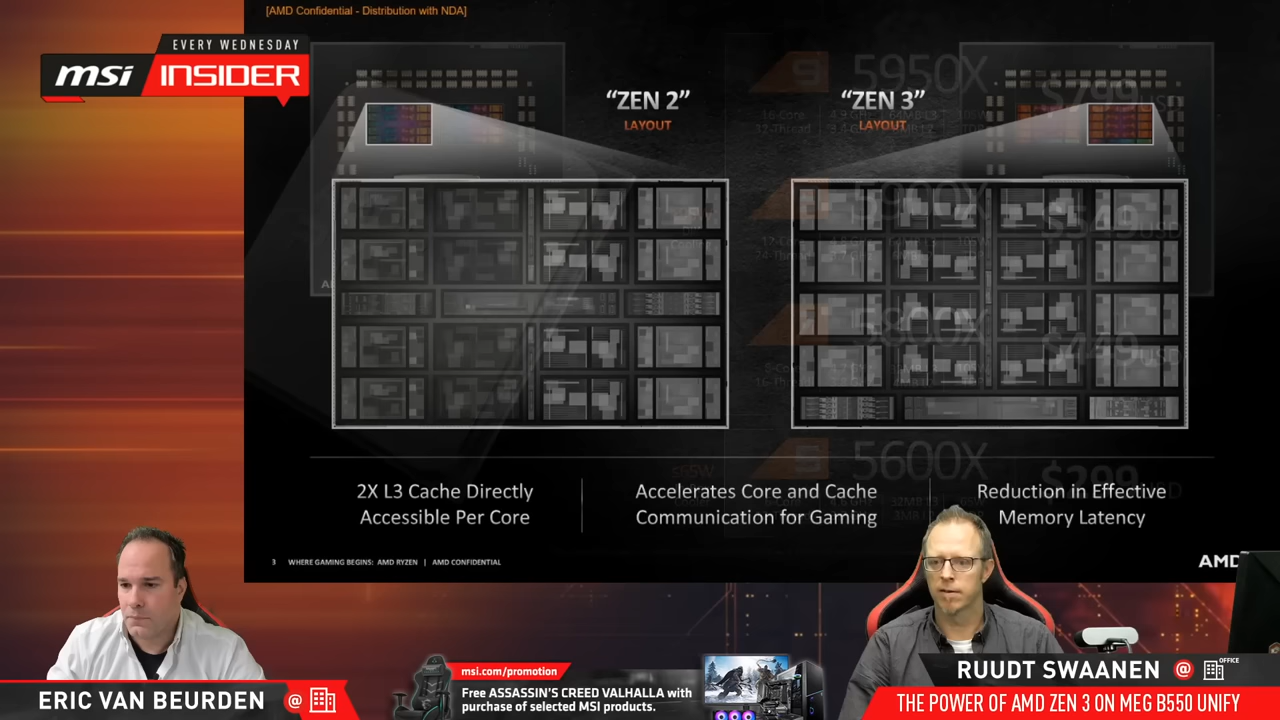 [AMD Confidential - Distribution with NDA]
EVERY WEDNESDAY
msi INSIDER
"ZEN 2"
LAYOUT
"ZEN 3"
LAYOUT
5950X
5600X
$299
2X L3 Cache Directly
Accessible Per Core
Accelerates Core and Cache
Communication for Gaming
Reduction in Effective
Memory Latency
3 WHERE GAMING BEGINS: AMD RYZEN | AMD CONFIDENTIAL
AMD
ERIC VAN BEURDEN @
msi.com/promotion
Free ASSASSIN'S CREED VALHALLA with
purchase of selected MSI products.
RUUDT SWAANEN @ OFFICE
THE POWER OF AMD ZEN 3 ON MEG B550 UNIFY